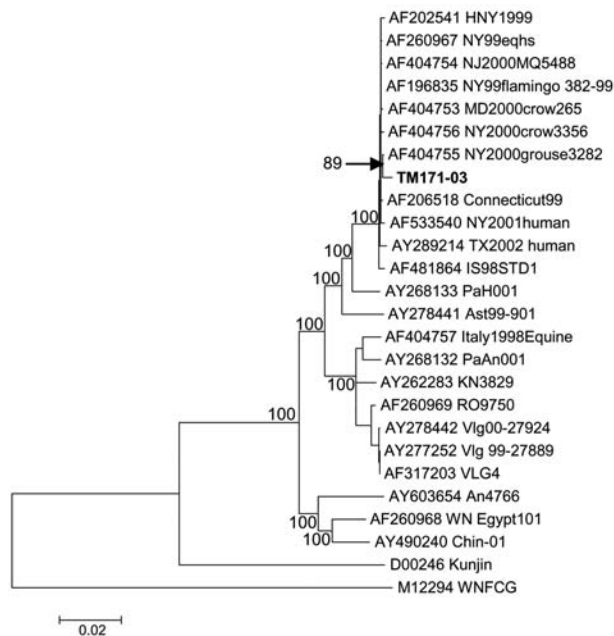 AF202541 HNY1999
AF260967 NY99eqhs
AF404754 NJ2000MQ5488
AF196835 NY99flamingo 382-99
AF404753 MD2000crow265
AF404756 NY2000crow3356
AF404755 NY2000grouse3282
89
TM171-03
AF206518 Connecticut99
100
AF533540 NY2001human
AY289214 TX2002 human
100
AF481864 IS98STD1
100
AY268133 PaH001
AY278441 Ast99-901
100
AF404757 Italy1998Equine
AY268132 PaAn001
100
AY262283 KN3829
AF260969 RO9750
100
AY278442 Vlg00-27924
AY277252 Vlg 99-27889
AF317203 VLG4
AY603654 An4766
100
AF260968 WN Egypt101
100
AY490240 Chin-01
D00246 Kunjin
M12294 WNFCG
0.02